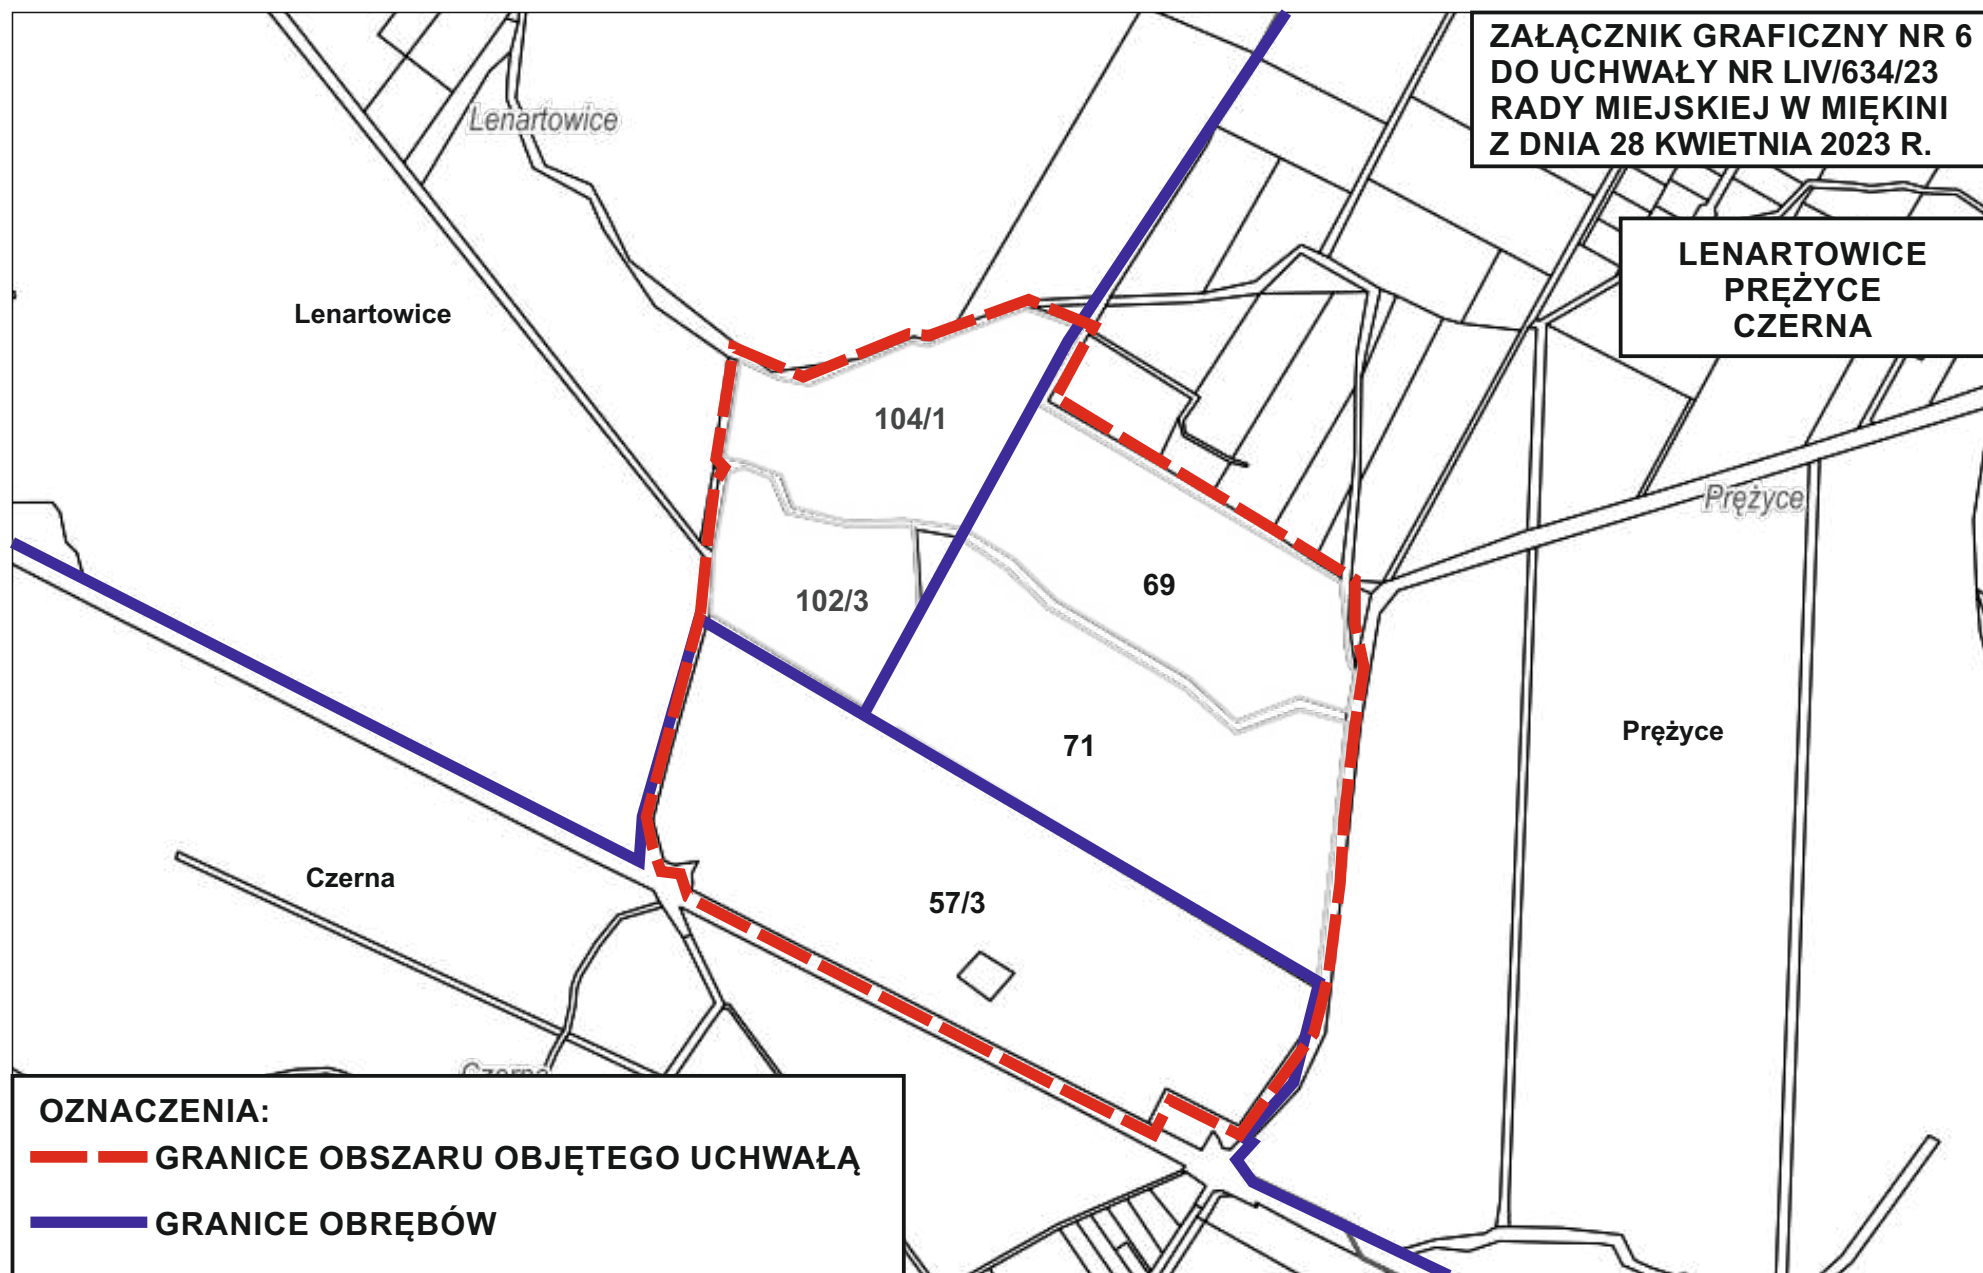 ZAŁĄCZNIK GRAFICZNY NR 6
DO UCHWAŁY NR LIV/634/23
RADY MIEJSKIEJ W MIĘKINI
Z DNIA 28 KWIETNIA 2023 R.
Lenartowice
LENARTOWICE
PRĘŻYCE
CZERNA
Lenartowice
104/1
Prężyce
69
102/3
Prężyce
71
Czerna
57/3
Czerna
OZNACZENIA:
GRANICE OBSZARU OBJĘTEGO UCHWAŁĄ
GRANICE OBRĘBÓW